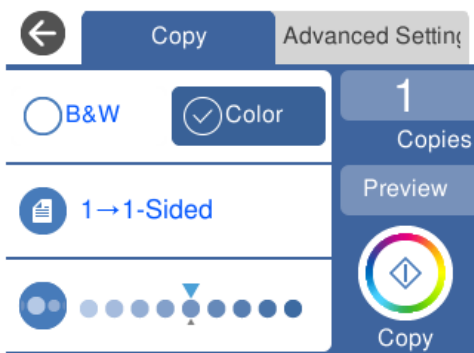 Copy
Advanced Setting
B&W
Color
1
Copies
1→1-Sided
Preview
Copy